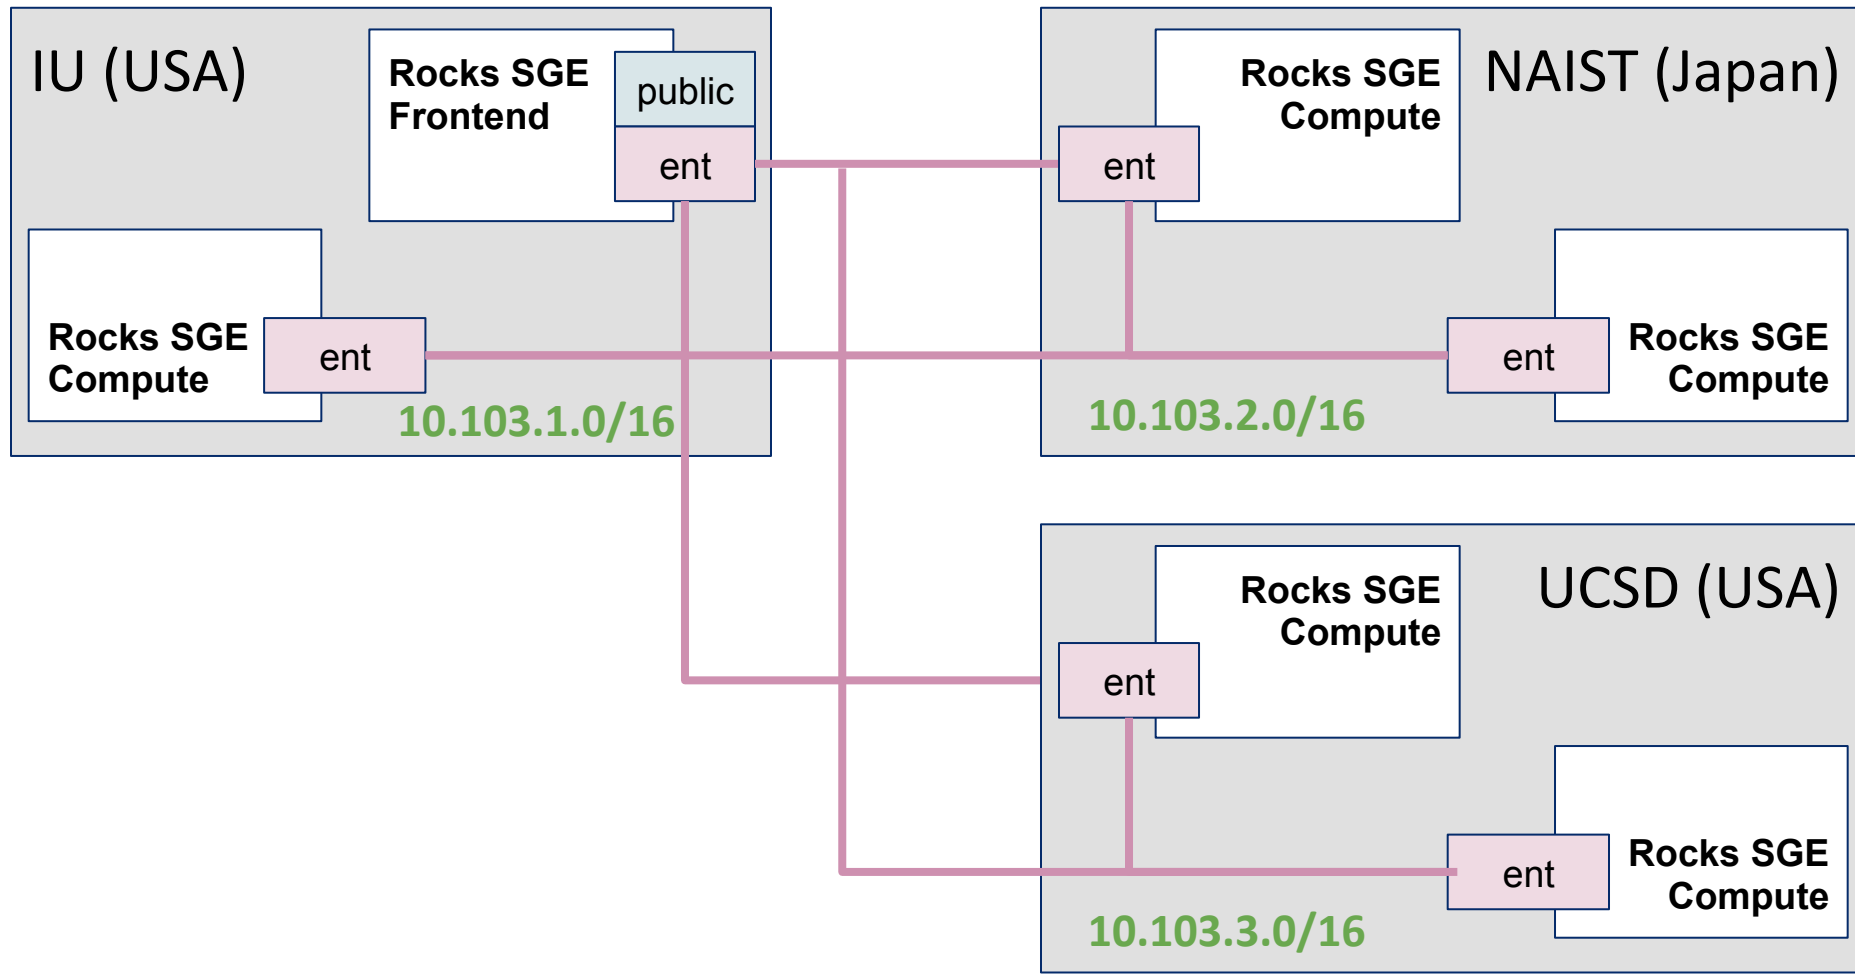 IU (USA)
Rocks SGE
Frontend
public
ent
Rocks SGE
Compute
ent
10.103.1.0/16
NAIST (Japan)
Rocks SGE
Compute
ent
Rocks SGE
Compute
ent
10.103.2.0/16
UCSD (USA)
Rocks SGE
Compute
ent
Rocks SGE
Compute
ent
10.103.3.0/16